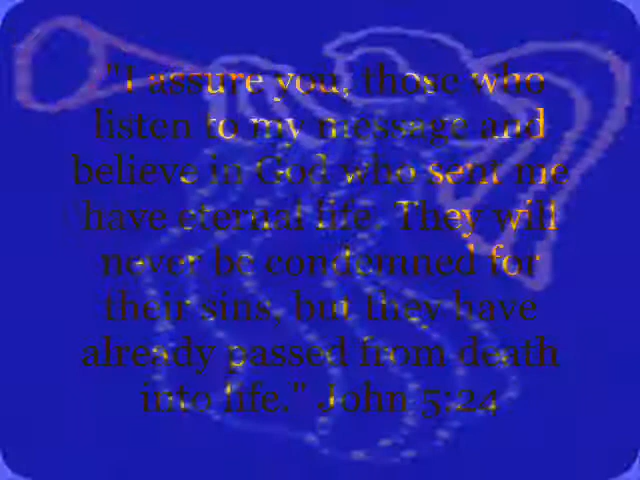 "I assure you, those who
listen to my message and
believe in God who sent me
have eternal life. They will
never be condemned for
their sins, but they have
already passed from death
into life." John 5:24